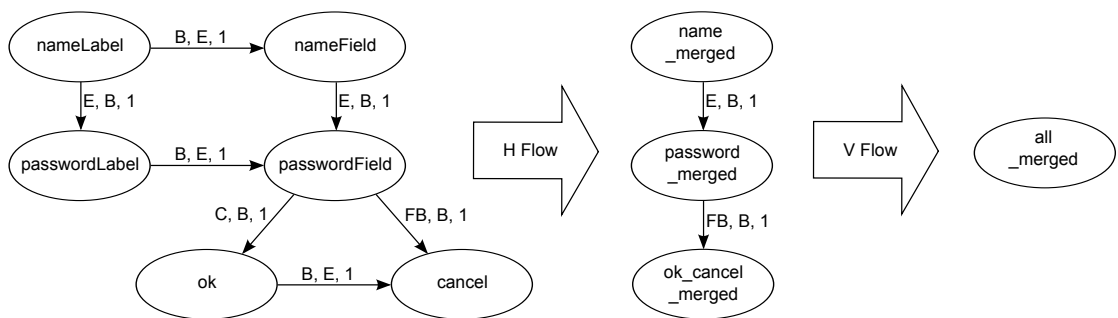 nameLabel
B, E, 1
nameField
E, B, 1
E, B, 1
passwordLabel
B, E, 1
passwordField
C, B, 1
FB, B, 1
ok
B, E, 1
cancel
H Flow
name
_merged
E, B, 1
password
_merged
FB, B, 1
ok_cancel
_merged
V Flow
all
_merged